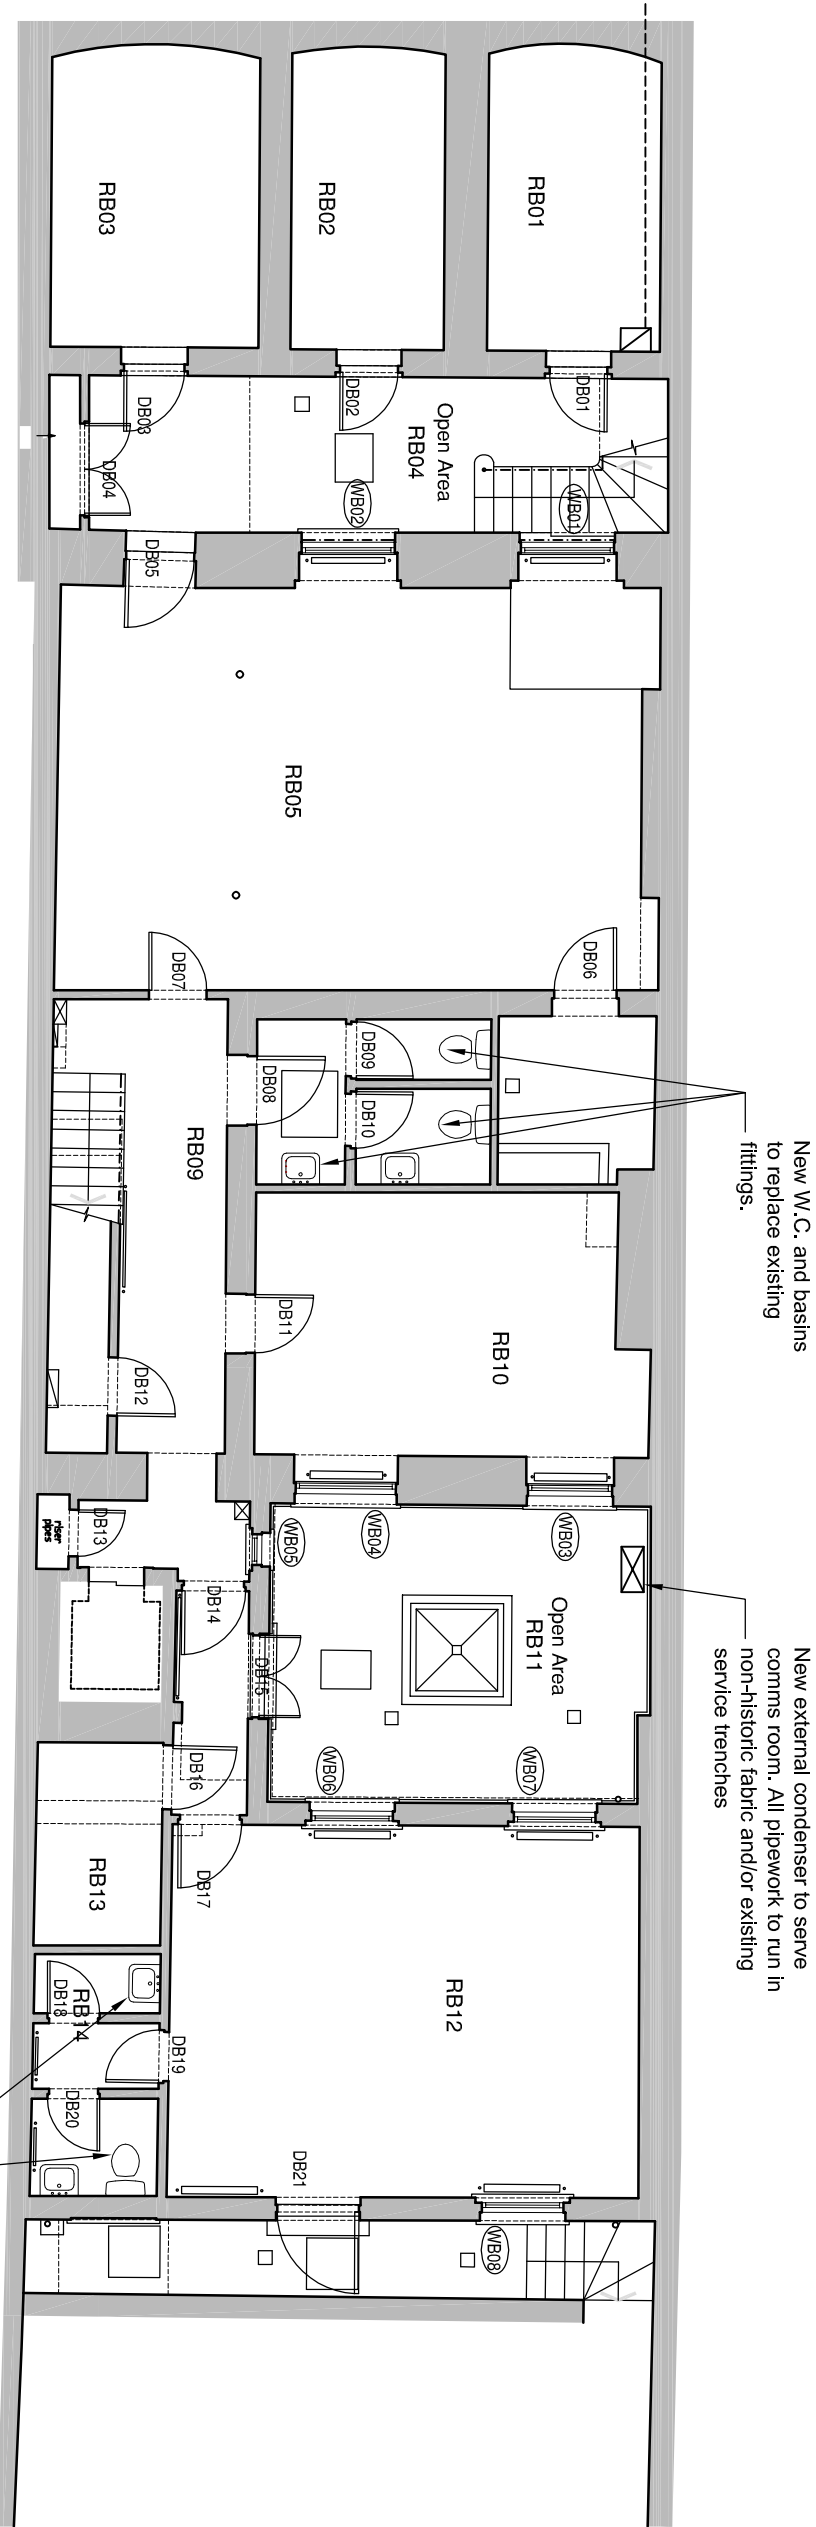 New W.C. and basins
to replace existing
fittings.
New external condenser to serve
comms room. All pipework to run in
non-historic fabric and/or existing
service trenches
RB01
RB02
RB03
DB01
DB02
DB03
DB04
Open Area
RB04
WB01
WB02
DB05
RB05
DB06
DB07
DB08
DB09
DB10
RB09
DB11
RB10
DB12
DB13
riser
pipes
WB03
WB04
WB05
DB14
DB15
Open Area
RB11
WB06
WB07
DB16
DB17
RB13
RB12
RB14
DB18
DB19
DB20
DB21
WB08